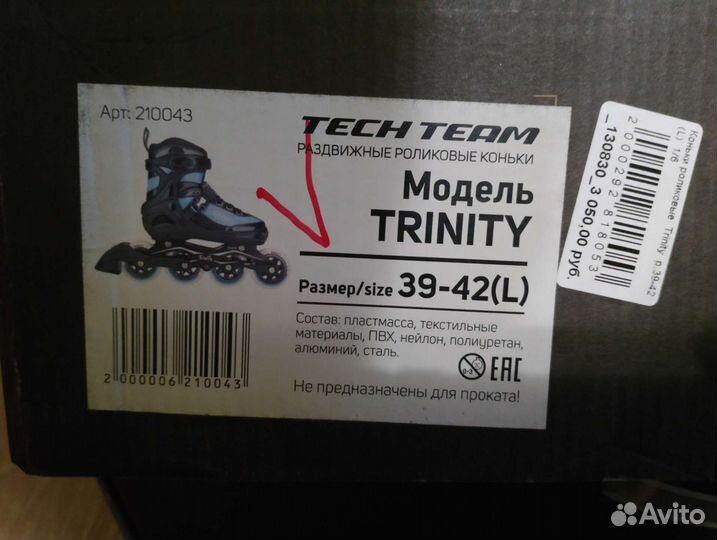 Арт: 210043
TECH TEAM
РАЗДВИЖНЫЕ РОЛИКОВЫЕ КОНЬКИ
Модель
TRINITY
Размер/size 39-42(L)
Состав: пластмасса, текстильные
материалы, ПВХ, нейлон, полиуретан,
алюминий, сталь.
0-3
EAC
Не предназначены для проката!
2 000006 210043
Коньки роликовые Trinity р.39-42
(L) 1/6
2 000292 818053
-130830 3 050,00 руб.
Avito